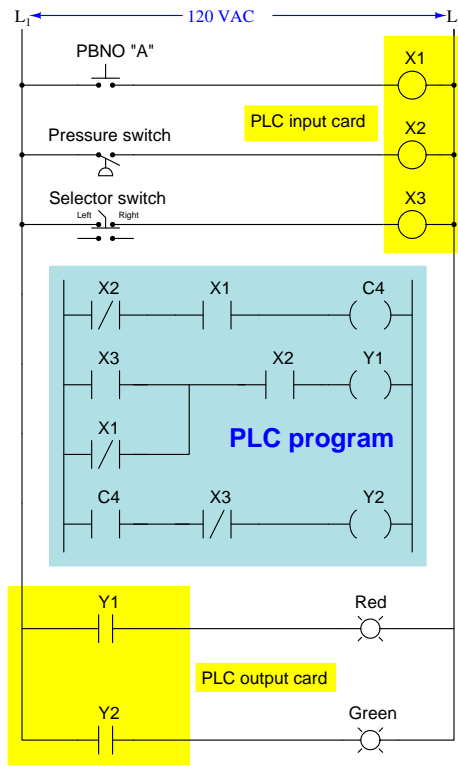 L1 120 VAC L
PBNO "A"
X1
PLC input card
Pressure switch
X2
Selector switch
Left Right
X3
X2 X1 C4
X3 X2 Y1
X1
PLC program
C4 X3 Y2
Y1 Red
PLC output card
Y2 Green